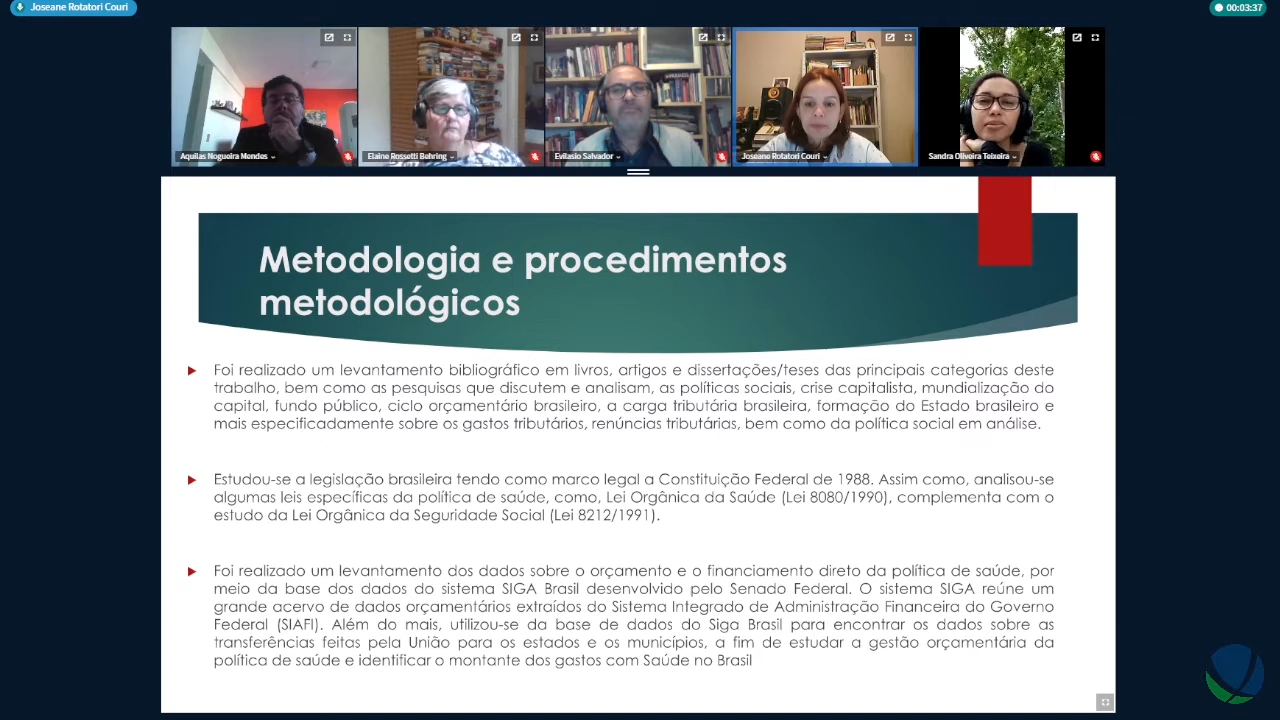 Joseane Rotatori Couri
00:03:37
Aquilas Nogueira Mendes
Elaine Rossetti Behring
Evilasio Salvador
Joseane Rotatori Couri
Sandra Oliveira Teixeira
Metodologia e procedimentos
metodológicos
Foi realizado um levantamento bibliográfico em livros, artigos e dissertações/teses das principais categorias deste
trabalho, bem como as pesquisas que discutem e analisam, as políticas sociais, crise capitalista, mundialização do
capital, fundo público, ciclo orçamentário brasileiro, a carga tributária brasileira, formação do Estado brasileiro e
mais especificadamente sobre os gastos tributários, renúncias tributárias, bem como da política social em análise.
Estudou-se a legislação brasileira tendo como marco legal a Constituição Federal de 1988. Assim como, analisou-se
algumas leis específicas da política de saúde, como, Lei Orgânica da Saúde (Lei 8080/1990), complementa com o
estudo da Lei Orgânica da Seguridade Social (Lei 8212/1991).
Foi realizado um levantamento dos dados sobre o orçamento e o financiamento direto da política de saúde, por
meio da base dos dados do sistema SIGA Brasil desenvolvido pelo Senado Federal. O sistema SIGA reúne um
grande acervo de dados orçamentários extraídos do Sistema Integrado de Administração Financeira do Governo
Federal (SIAFI). Além do mais, utilizou-se da base de dados do Siga Brasil para encontrar os dados sobre as
transferências feitas pela União para os estados e os municípios, a fim de estudar a gestão orçamentária da
política de saúde e identificar o montante dos gastos com Saúde no Brasil